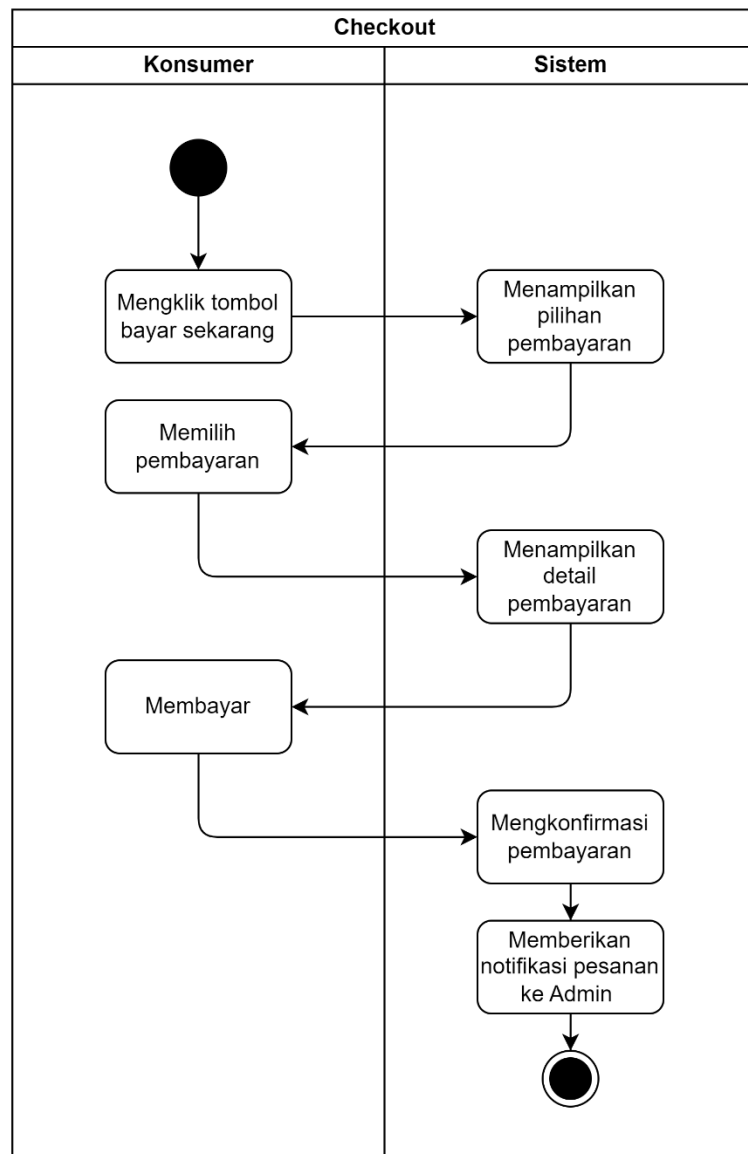 Checkout
Konsumer
Sistem
Mengklik tombol
bayar sekarang
Menampilkan
pilihan
pembayaran
Memilih
pembayaran
Menampilkan
detail
pembayaran
Membayar
Mengkonfirmasi
pembayaran
Memberikan
notifikasi pesanan
ke Admin